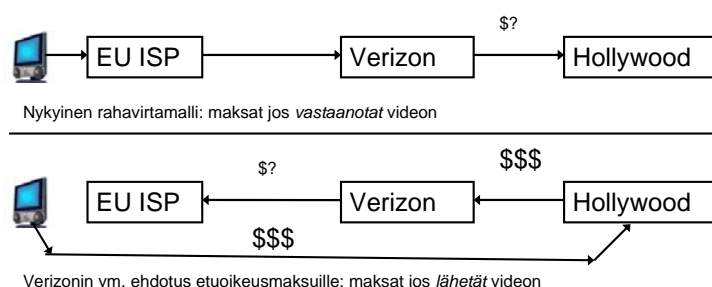 $?
EU ISP Verizon Hollywood
Nykyinen rahavirtamalli: maksat jos vastaanotat videon
$? $$$
EU ISP Verizon Hollywood
$$$
Verizonin ym. ehdotus etuoikeusmaksuille: maksat jos lähetät videon